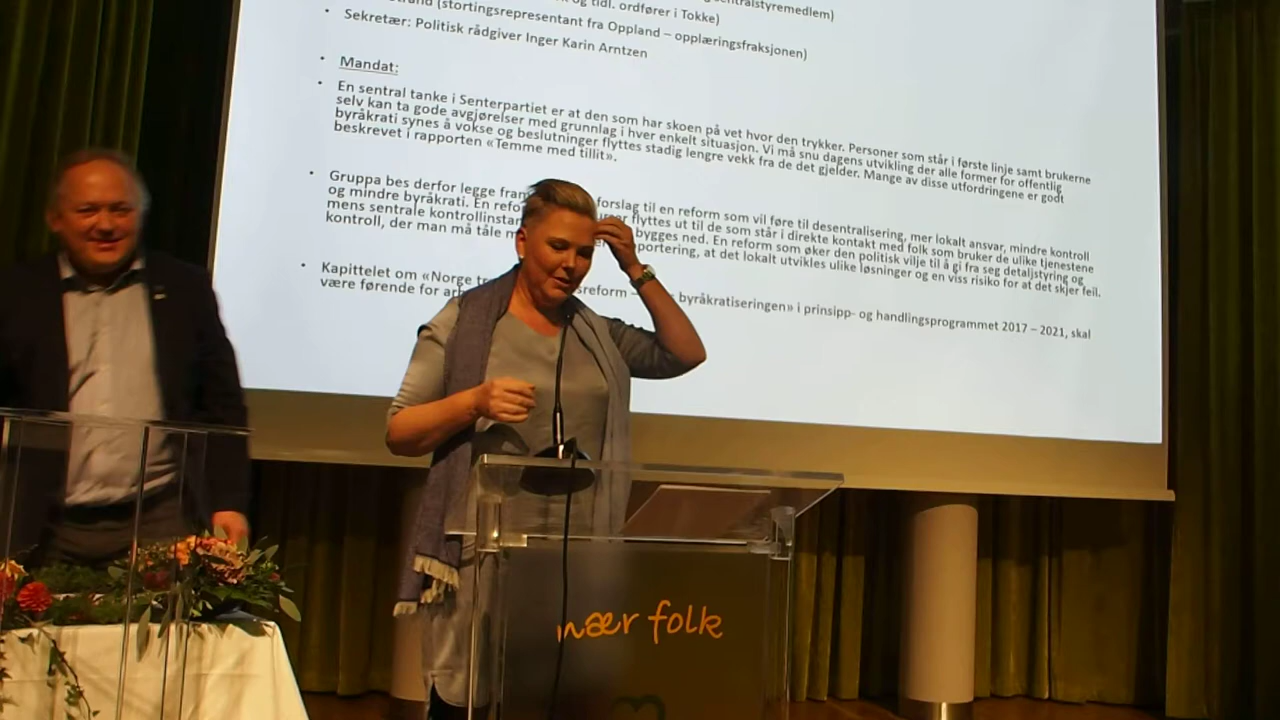 sentralstyremedlem)
og tidl. ordfører i Tokke)
(stortingsrepresentant fra Oppland – opplæringsfraksjonen)
• Sekretær: Politisk rådgiver Inger Karin Arntzen
• Mandat:
• En sentral tanke i Senterpartiet er at den som har skoen på vet hvor den trykker. Personer som står i første linje samt brukerne
selv kan ta gode avgjørelser med grunnlag i hver enkelt situasjon. Vi må snu dagens utvikling der alle former for offentlig
byråkrati synes å vokse og beslutninger flyttes stadig lengre vekk fra de det gjelder. Mange av disse utfordringene er godt
beskrevet i rapporten «Temme med tillit».
• Gruppa bes derfor legge fram forslag til en reform som vil føre til desentralisering, mer lokalt ansvar, mindre kontroll
og mindre byråkrati. En flyttes ut til de som står i direkte kontakt med folk som bruker de ulike tjenestene
mens sentrale bygges ned. En reform som øker den politisk vilje til å gi fra seg detaljstyring og
kontroll, der man må tåle at det lokalt utvikles ulike løsninger og en viss risiko for at det skjer feil.
• Kapittelet om «Norge byråkratiseringen» i prinsipp- og handlingsprogrammet 2017 – 2021, skal
være førende for
nær folk